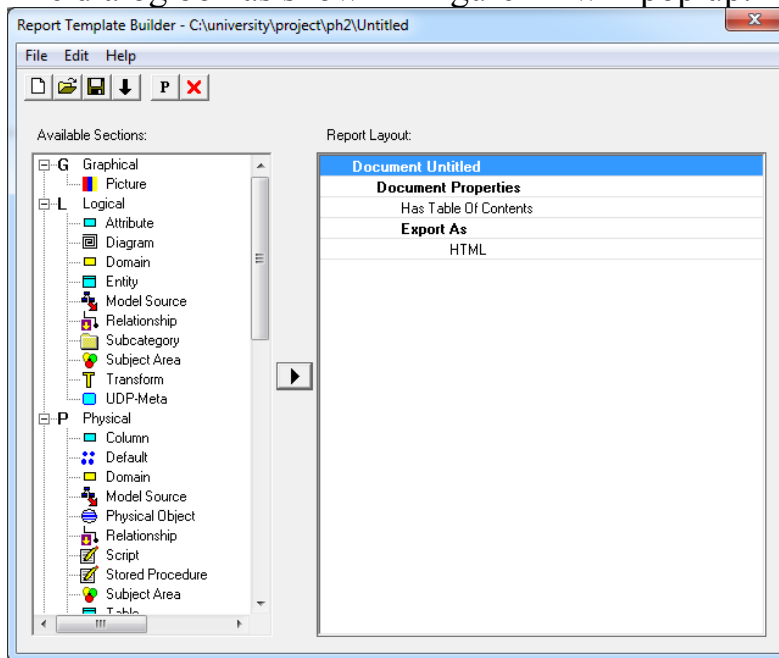 Report Template Builder - C:\university\project\ph2\Untitled
File Edit Help
P
Available Sections:
Report Layout:
G Graphical
Picture
L Logical
Attribute
Diagram
Domain
Entity
Model Source
Relationship
Subcategory
Subject Area
Transform
UDP-Meta
P Physical
Column
Default
Domain
Model Source
Physical Object
Relationship
Script
Stored Procedure
Subject Area
Table
Document Untitled
Document Properties
Has Table Of Contents
Export As
HTML